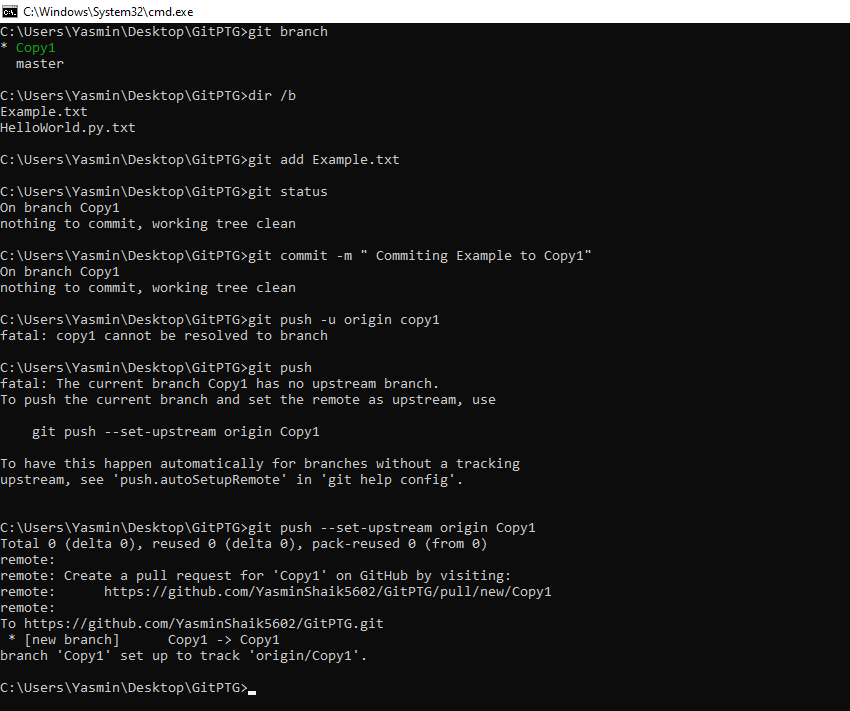 C:\Windows\System32\cmd.exe
C:\Users\Yasmin\Desktop\GitPTG>git branch
* Copy1
  master
C:\Users\Yasmin\Desktop\GitPTG>dir /b
Example.txt
HelloWorld.py.txt
C:\Users\Yasmin\Desktop\GitPTG>git add Example.txt
C:\Users\Yasmin\Desktop\GitPTG>git status
On branch Copy1
nothing to commit, working tree clean
C:\Users\Yasmin\Desktop\GitPTG>git commit -m " Commiting Example to Copy1"
On branch Copy1
nothing to commit, working tree clean
C:\Users\Yasmin\Desktop\GitPTG>git push -u origin copy1
fatal: copy1 cannot be resolved to branch
C:\Users\Yasmin\Desktop\GitPTG>git push
fatal: The current branch Copy1 has no upstream branch.
To push the current branch and set the remote as upstream, use
    git push --set-upstream origin Copy1
To have this happen automatically for branches without a tracking
upstream, see 'push.autoSetupRemote' in 'git help config'.
C:\Users\Yasmin\Desktop\GitPTG>git push --set-upstream origin Copy1
Total 0 (delta 0), reused 0 (delta 0), pack-reused 0 (from 0)
remote:
remote: Create a pull request for 'Copy1' on GitHub by visiting:
remote:      https://github.com/YasminShaik5602/GitPTG/pull/new/Copy1
remote:
To https://github.com/YasminShaik5602/GitPTG.git
 * [new branch]      Copy1 -> Copy1
branch 'Copy1' set up to track 'origin/Copy1'.
C:\Users\Yasmin\Desktop\GitPTG>